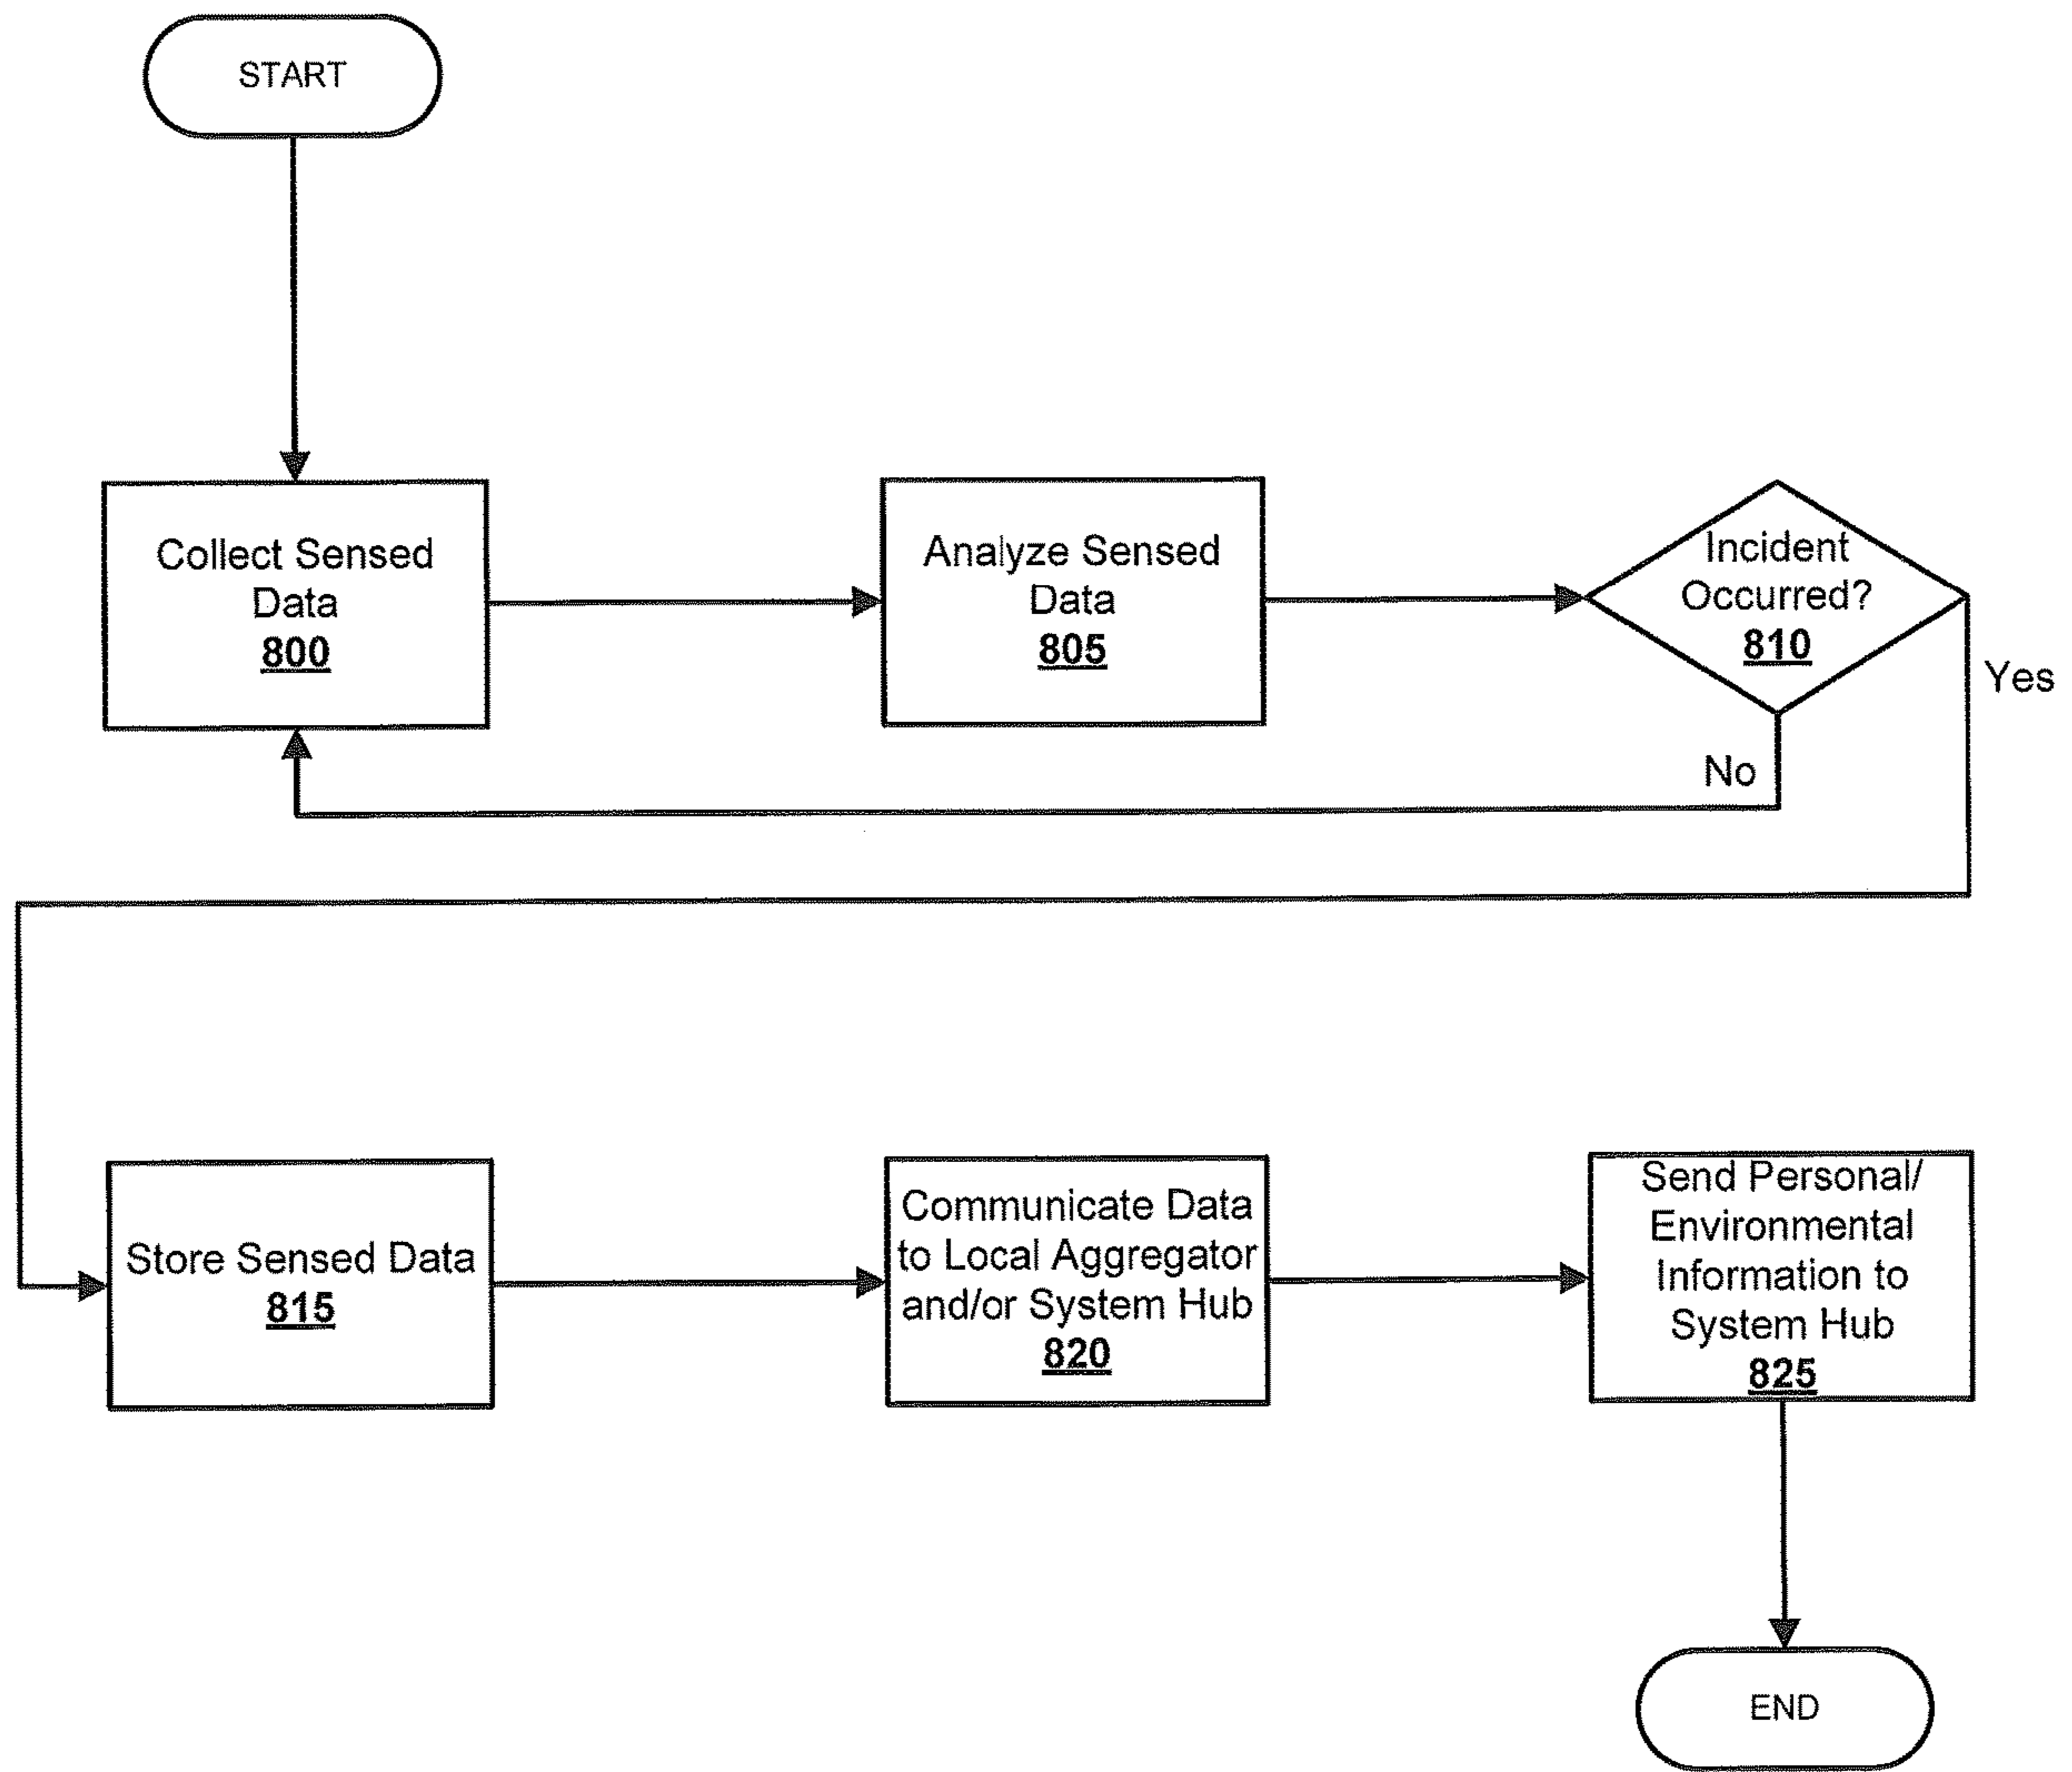 START
Collect Sensed
Data
800
Analyze Sensed
Data
805
Incident
Occurred?
810
Yes
No
Store Sensed Data
815
Communicate Data
to Local Aggregator
and/or System Hub
820
Send Personal/
Environmental
Information to
System Hub
825
END